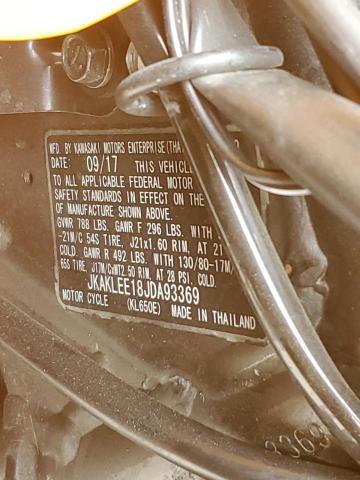 MFD. BY KAWASAKI MOTORS ENTERPRISE(THA
DATE: 09/17 THIS VEHICLE
TO ALL APPLICABLE FEDERAL MOTOR
SAFETY STANDARDS IN EFFECT ON THE
OF MANUFACTURE SHOWN ABOVE.
GVWR 788 LBS. GAWR F 296 LBS. WITH
-21M/C 54S TIRE, J21x1.60 RIM, AT 21
COLD. GAWR R 492 LBS. WITH 130/80-17M/
65S TIRE, J17M/CxMT2.50 RIM, AT 28 PSI. COLD.
JKAKLEE18JDA93369
MOTOR CYCLE (KL650E) MADE IN THAILAND